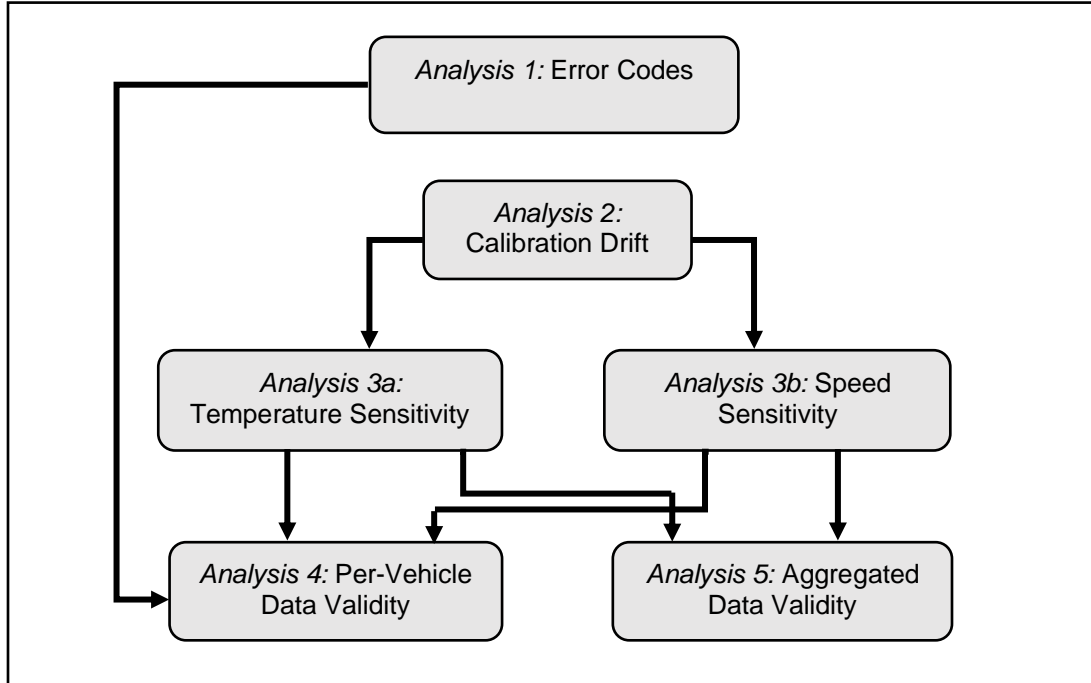 Analysis 1: Error Codes
Analysis 2:
Calibration Drift
Analysis 3a:
Temperature Sensitivity
Analysis 3b: Speed
Sensitivity
Analysis 4: Per-Vehicle
Data Validity
Analysis 5: Aggregated
Data Validity